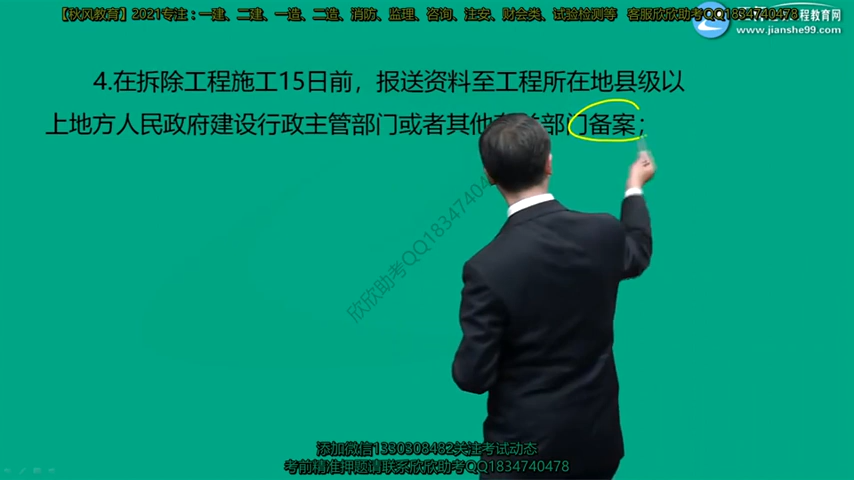 【秋风教育】2021专注：一建、二建、一造、二造、消防、监理、咨询、注安、财会类、试验检测等 客服欣欣助考QQ1834740478
程教育网
www.jianshe99.com
4.在拆除工程施工15日前，报送资料至工程所在地县级以
上地方人民政府建设行政主管部门或者其他 部门备案；
欣欣助考QQ18347404
添加微信1330308482关注考试动态
考前精准押题请联系欣欣助考QQ1834740478